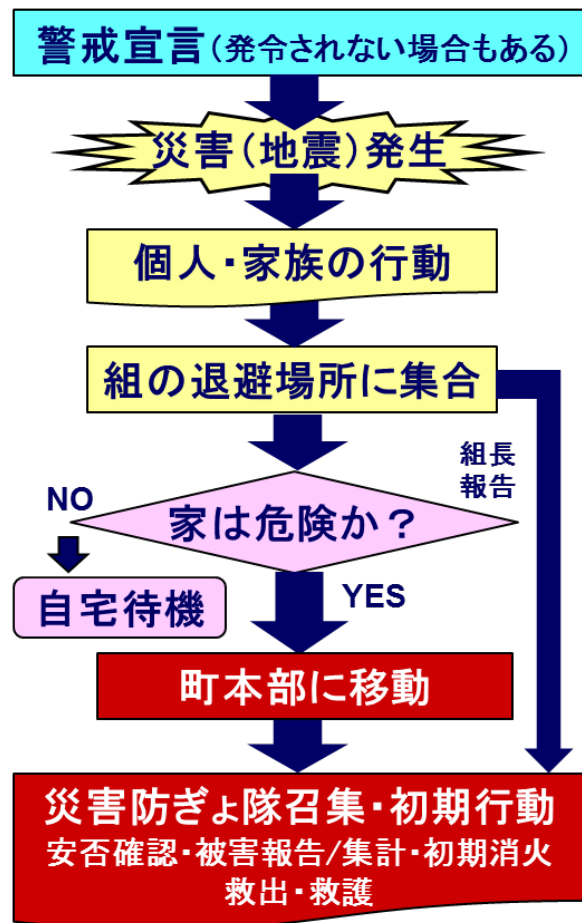 警戒宣言(発令されない場合もある)
災害(地震)発生
個人・家族の行動
組の退避場所に集合
組長
報告
家は危険か?
NO
自宅待機
YES
町本部に移動
災害防ぎょ隊召集・初期行動
安否確認・被害報告/集計・初期消火
救出・救護